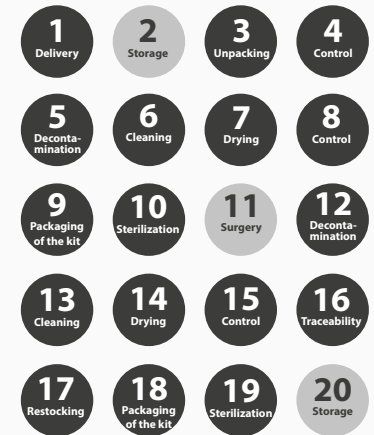 1
Delivery
2
Storage
3
Unpacking
4
Control
5
Deconta-
mination
6
Cleaning
7
Drying
8
Control
9
Packaging
of the kit
10
Sterilization
11
Surgery
12
Deconta-
mination
13
Cleaning
14
Drying
15
Control
16
Traceability
17
Restocking
18
Packaging
of the kit
19
Sterilization
20
Storage